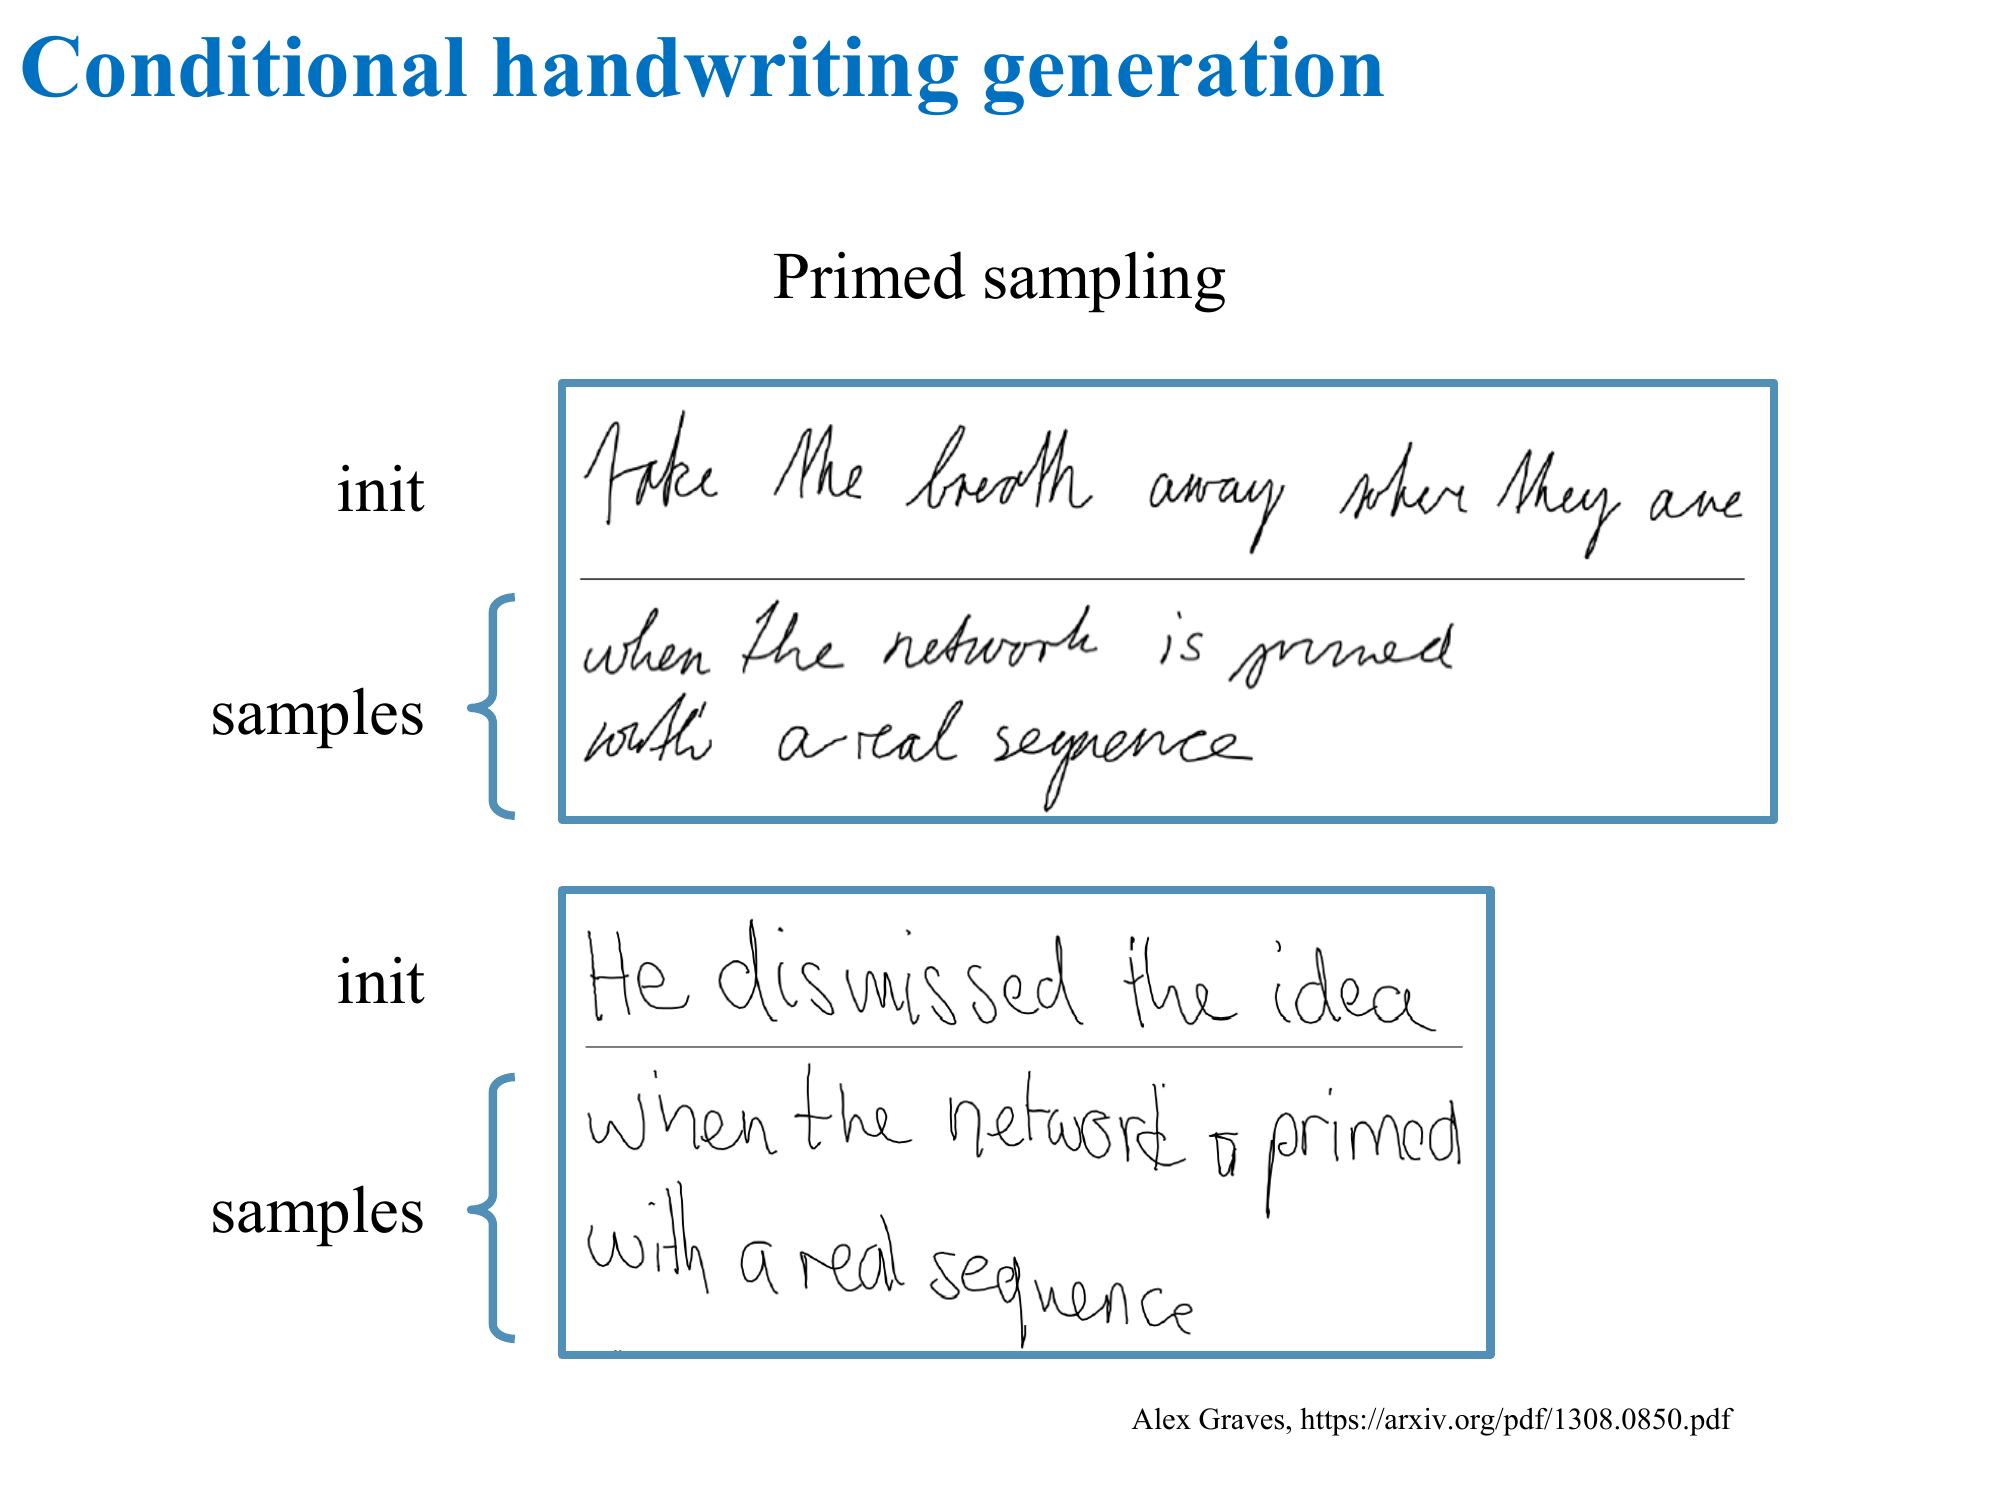 Conditional handwriting generation
Primed sampling
init
take the breath away when they are
samples
when the network is primed
with a real sequence
init
He dismissed the idea
samples
when the network primed
with a real sequence
Alex Graves, https://arxiv.org/pdf/1308.0850.pdf